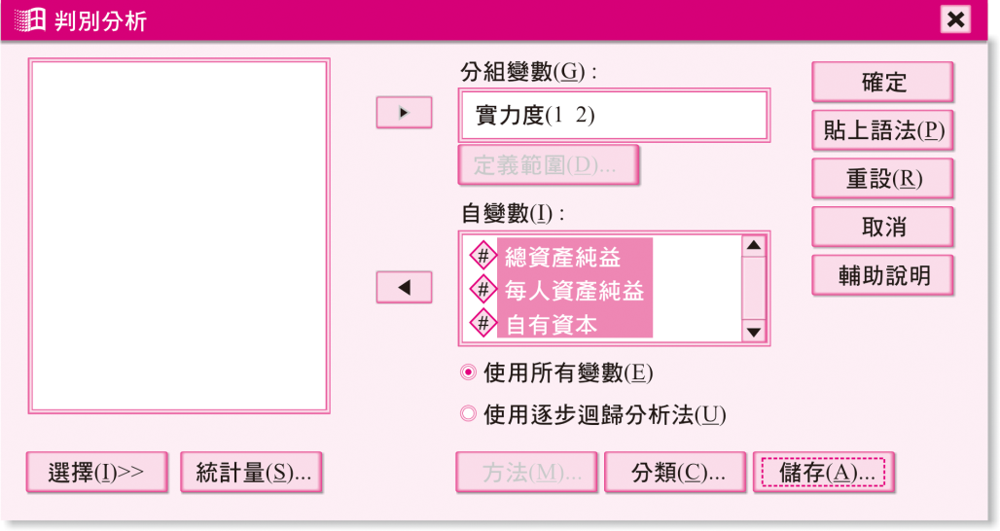 判別分析
分組變數(G) :
實力度(1 2)
定義範圍(D)...
自變數(I) :
# 總資產純益
# 每人資產純益
# 自有資本
使用所有變數(E)
使用逐步迴歸分析法(U)
確定
貼上語法(P)
重設(R)
取消
輔助說明
選擇(I)>>
統計量(S)...
方法(M)...
分類(C)...
儲存(A)...